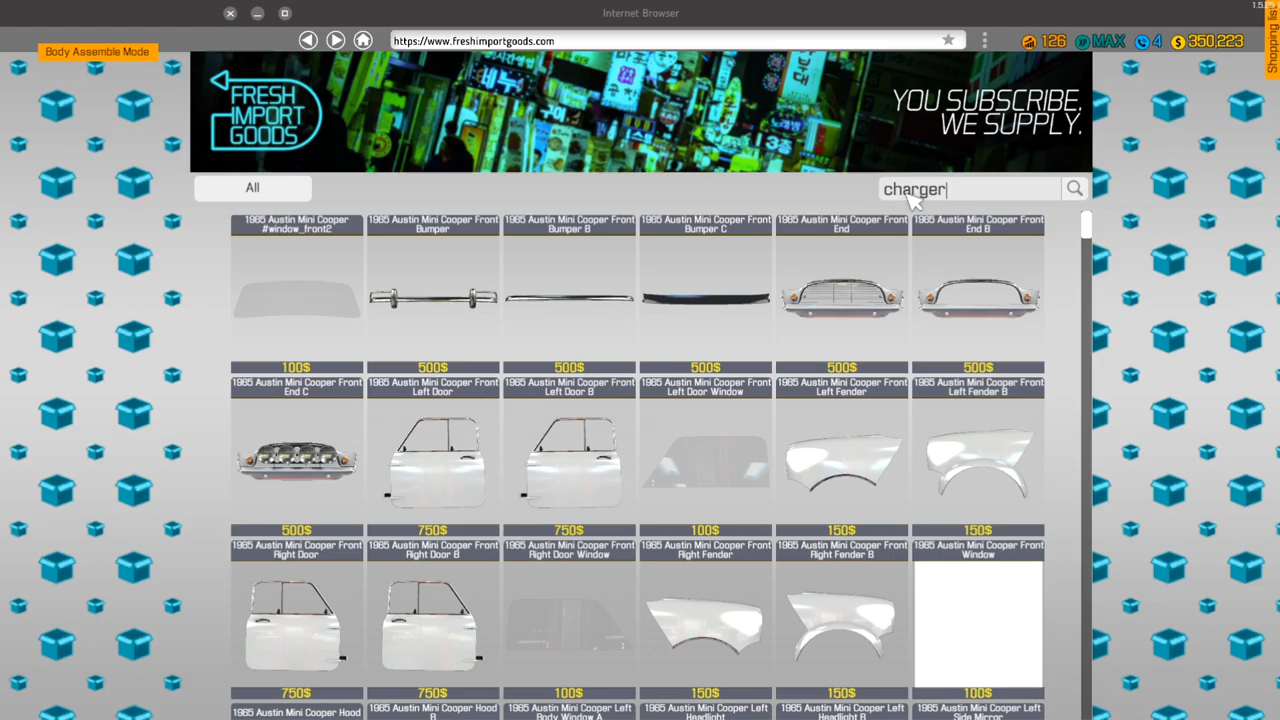 Internet Browser
1.5.
Body Assemble Mode
https://www.freshimportgoods.com
126
XP MAX
4
$ 350,223
Shopping list
FRESH
IMPORT
GOODS
YOU SUBSCRIBE.
WE SUPPLY.
All
charger
1965 Austin Mini Cooper
#window_front2
1965 Austin Mini Cooper Front
Bumper
1965 Austin Mini Cooper Front
Bumper B
1965 Austin Mini Cooper Front
Bumper C
1965 Austin Mini Cooper Front
End
1965 Austin Mini Cooper Front
End B
100$
500$
500$
500$
500$
500$
1965 Austin Mini Cooper Front
End C
1965 Austin Mini Cooper Front
Left Door
1965 Austin Mini Cooper Front
Left Door B
1965 Austin Mini Cooper Front
Left Door Window
1965 Austin Mini Cooper Front
Left Fender
1965 Austin Mini Cooper Front
Left Fender B
500$
750$
750$
100$
150$
150$
1965 Austin Mini Cooper Front
Right Door
1965 Austin Mini Cooper Front
Right Door B
1965 Austin Mini Cooper Front
Right Door Window
1965 Austin Mini Cooper Front
Right Fender
1965 Austin Mini Cooper Front
Right Fender B
1965 Austin Mini Cooper Front
Window
750$
750$
100$
150$
150$
100$
1965 Austin Mini Cooper Hood
1965 Austin Mini Cooper Hood
B
1965 Austin Mini Cooper Left
Body Window A
1965 Austin Mini Cooper Left
Headlight
1965 Austin Mini Cooper Left
Headlight B
1965 Austin Mini Cooper Left
Side Mirror